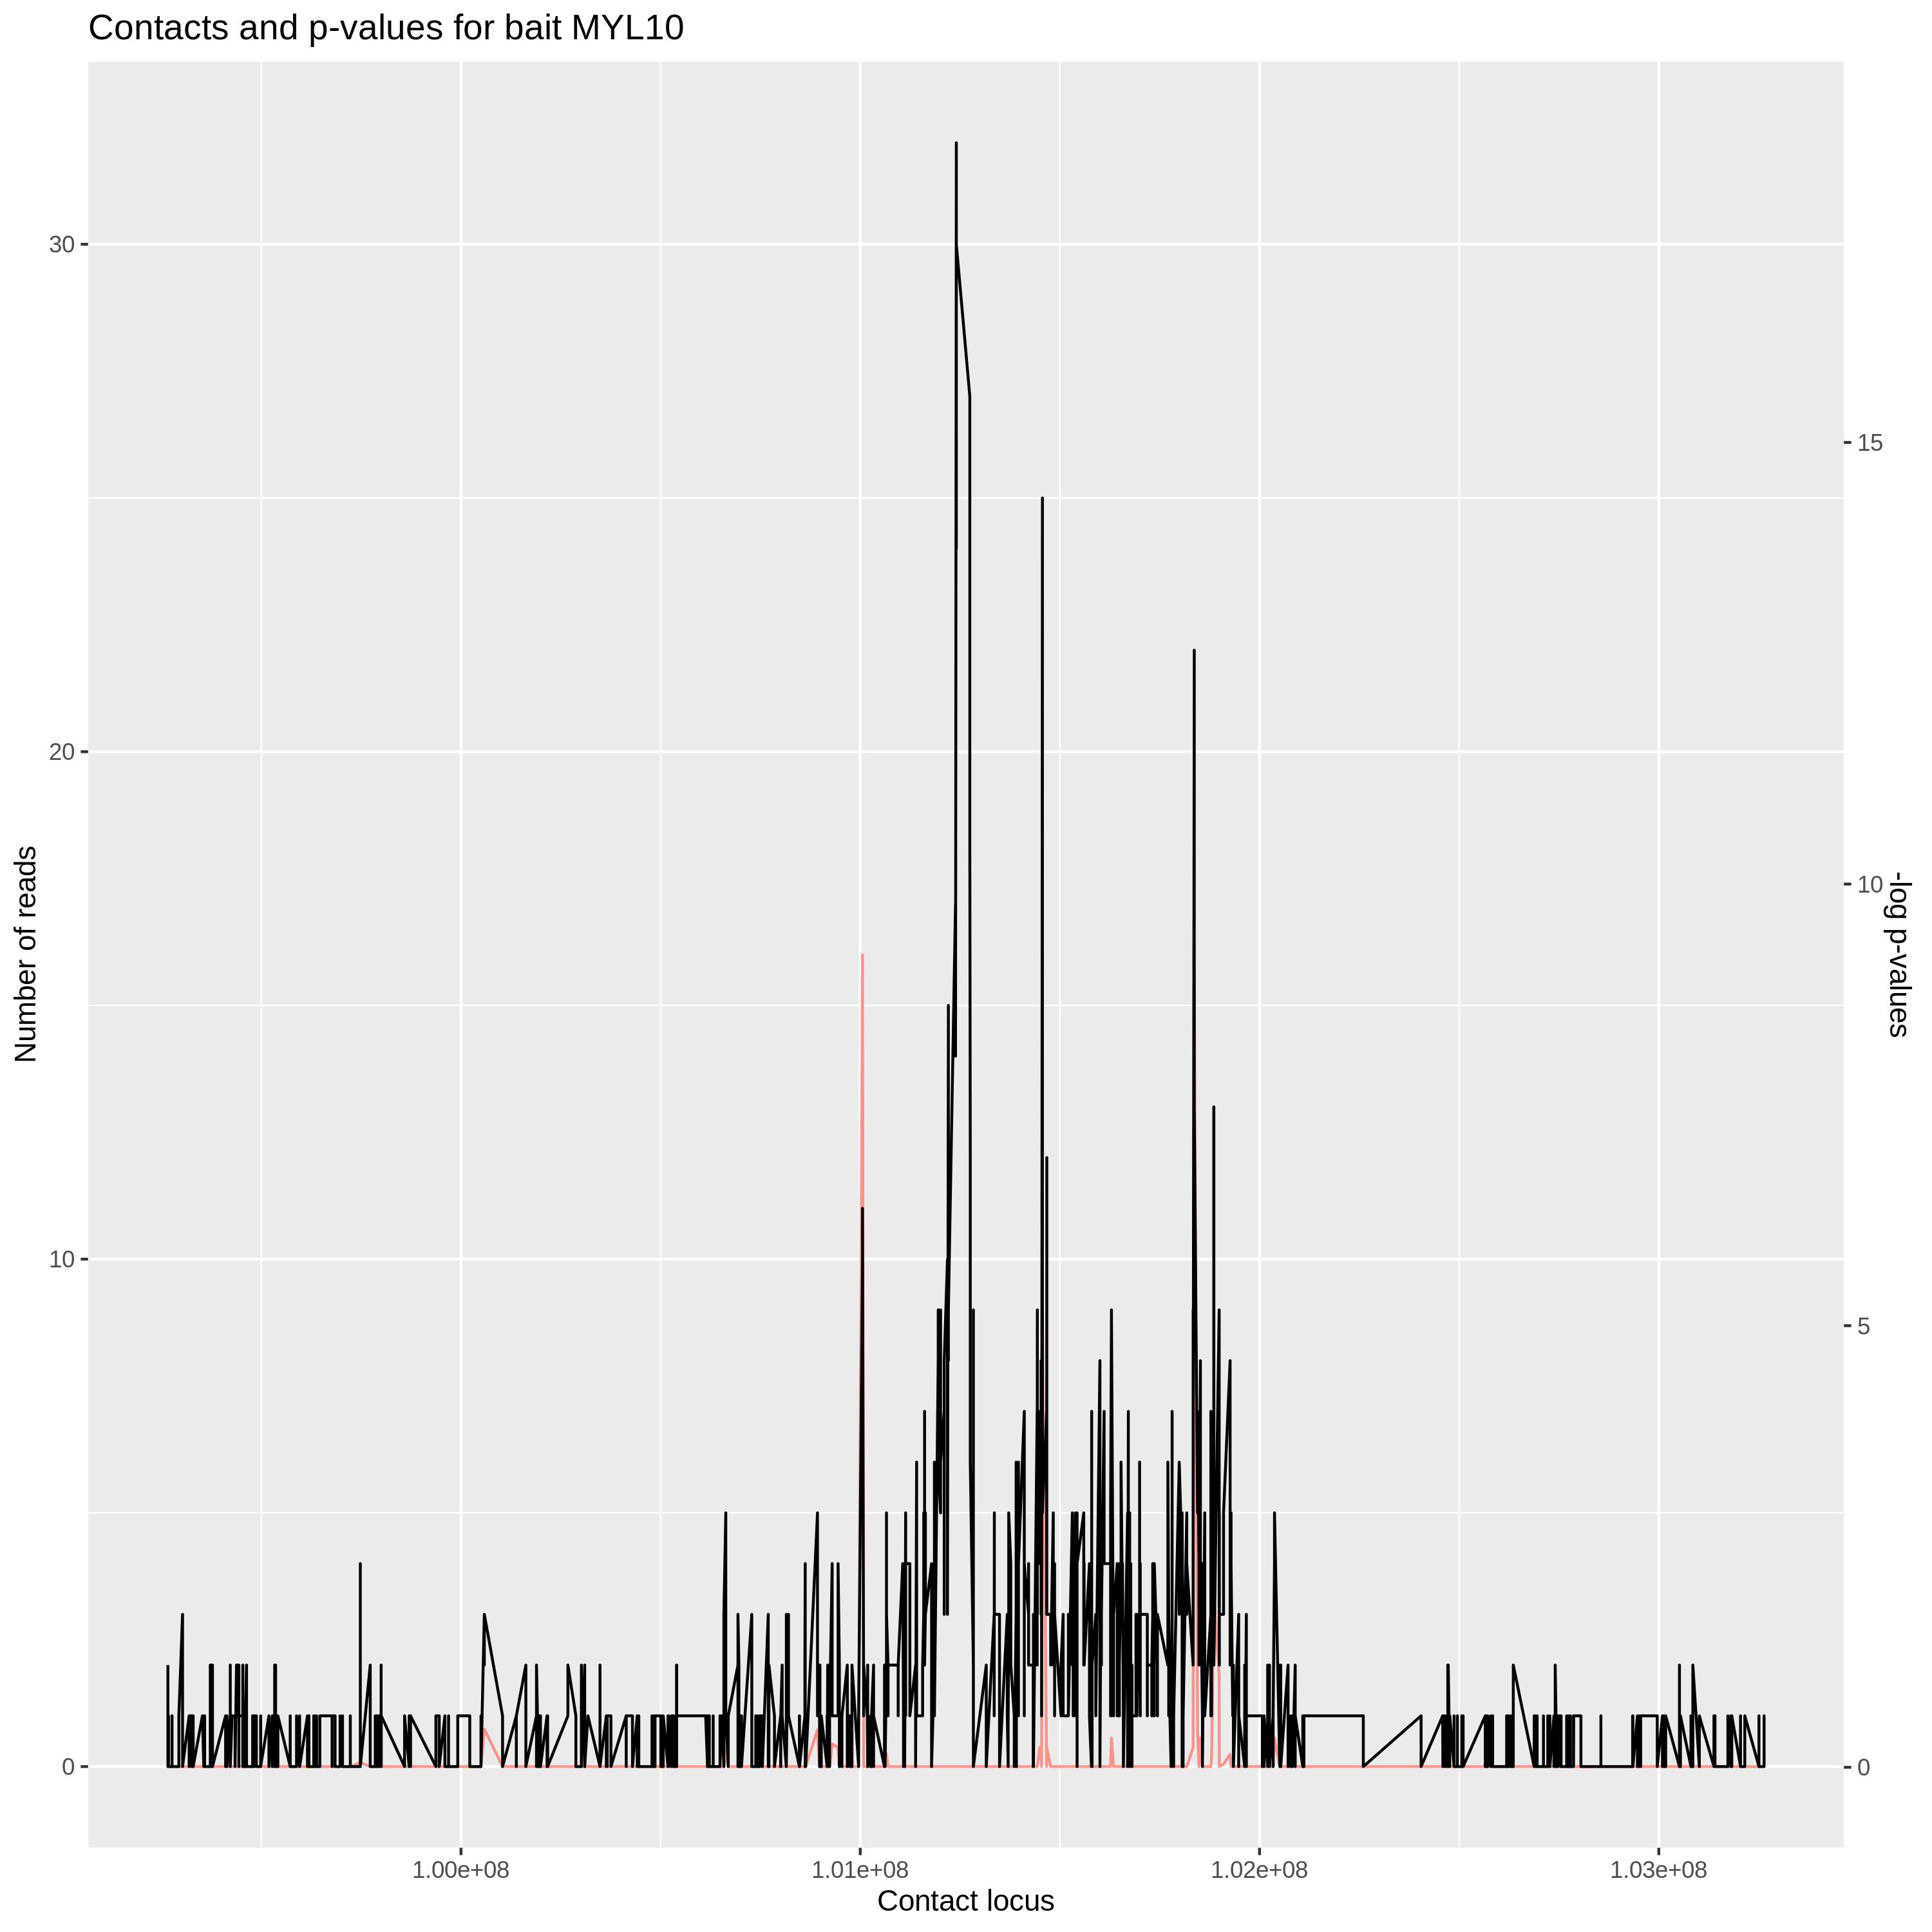 Contacts and p-values for bait MYL10
30
20
10
0
Number of reads
15
10
5
0
-log p-values
1.00e+08
1.01e+08
1.02e+08
1.03e+08
Contact locus